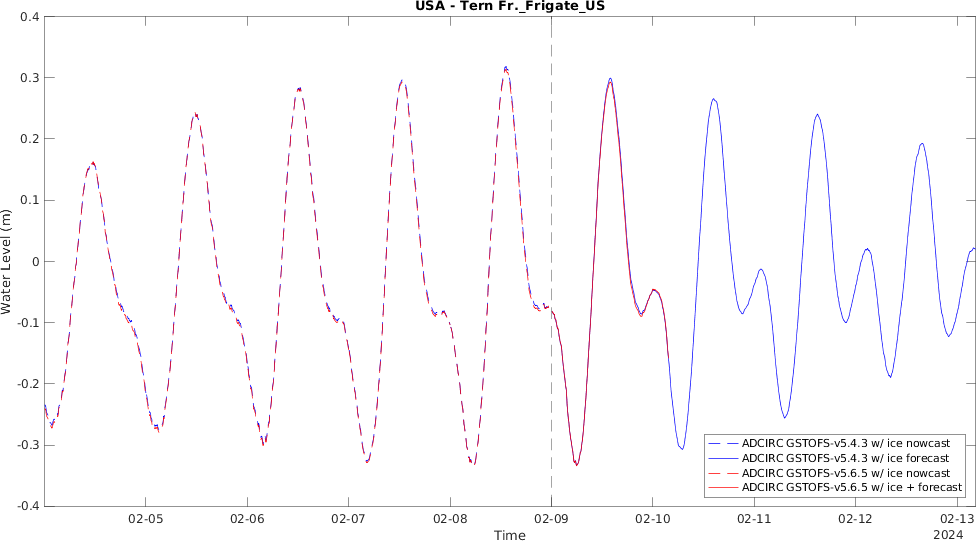 USA - Tern Fr._Frigate_US
0.4
0.3
0.2
0.1
0
-0.1
-0.2
-0.3
-0.4
Water Level (m)
02-05
02-06
02-07
02-08
02-09
02-10
02-11
02-12
02-13
Time
2024
ADCIRC GSTOFS-v5.4.3 w/ ice nowcast
ADCIRC GSTOFS-v5.4.3 w/ ice forecast
ADCIRC GSTOFS-v5.6.5 w/ ice nowcast
ADCIRC GSTOFS-v5.6.5 w/ ice + forecast